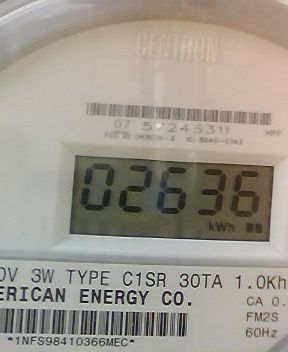 CENTRON
07 57245311
HPP
02636
kWh
0V 3W TYPE C1SR 30TA 1.0Kh
ERICAN ENERGY CO.
CA 0.
FM2S
60Hz
*1NFS98410366MEC*